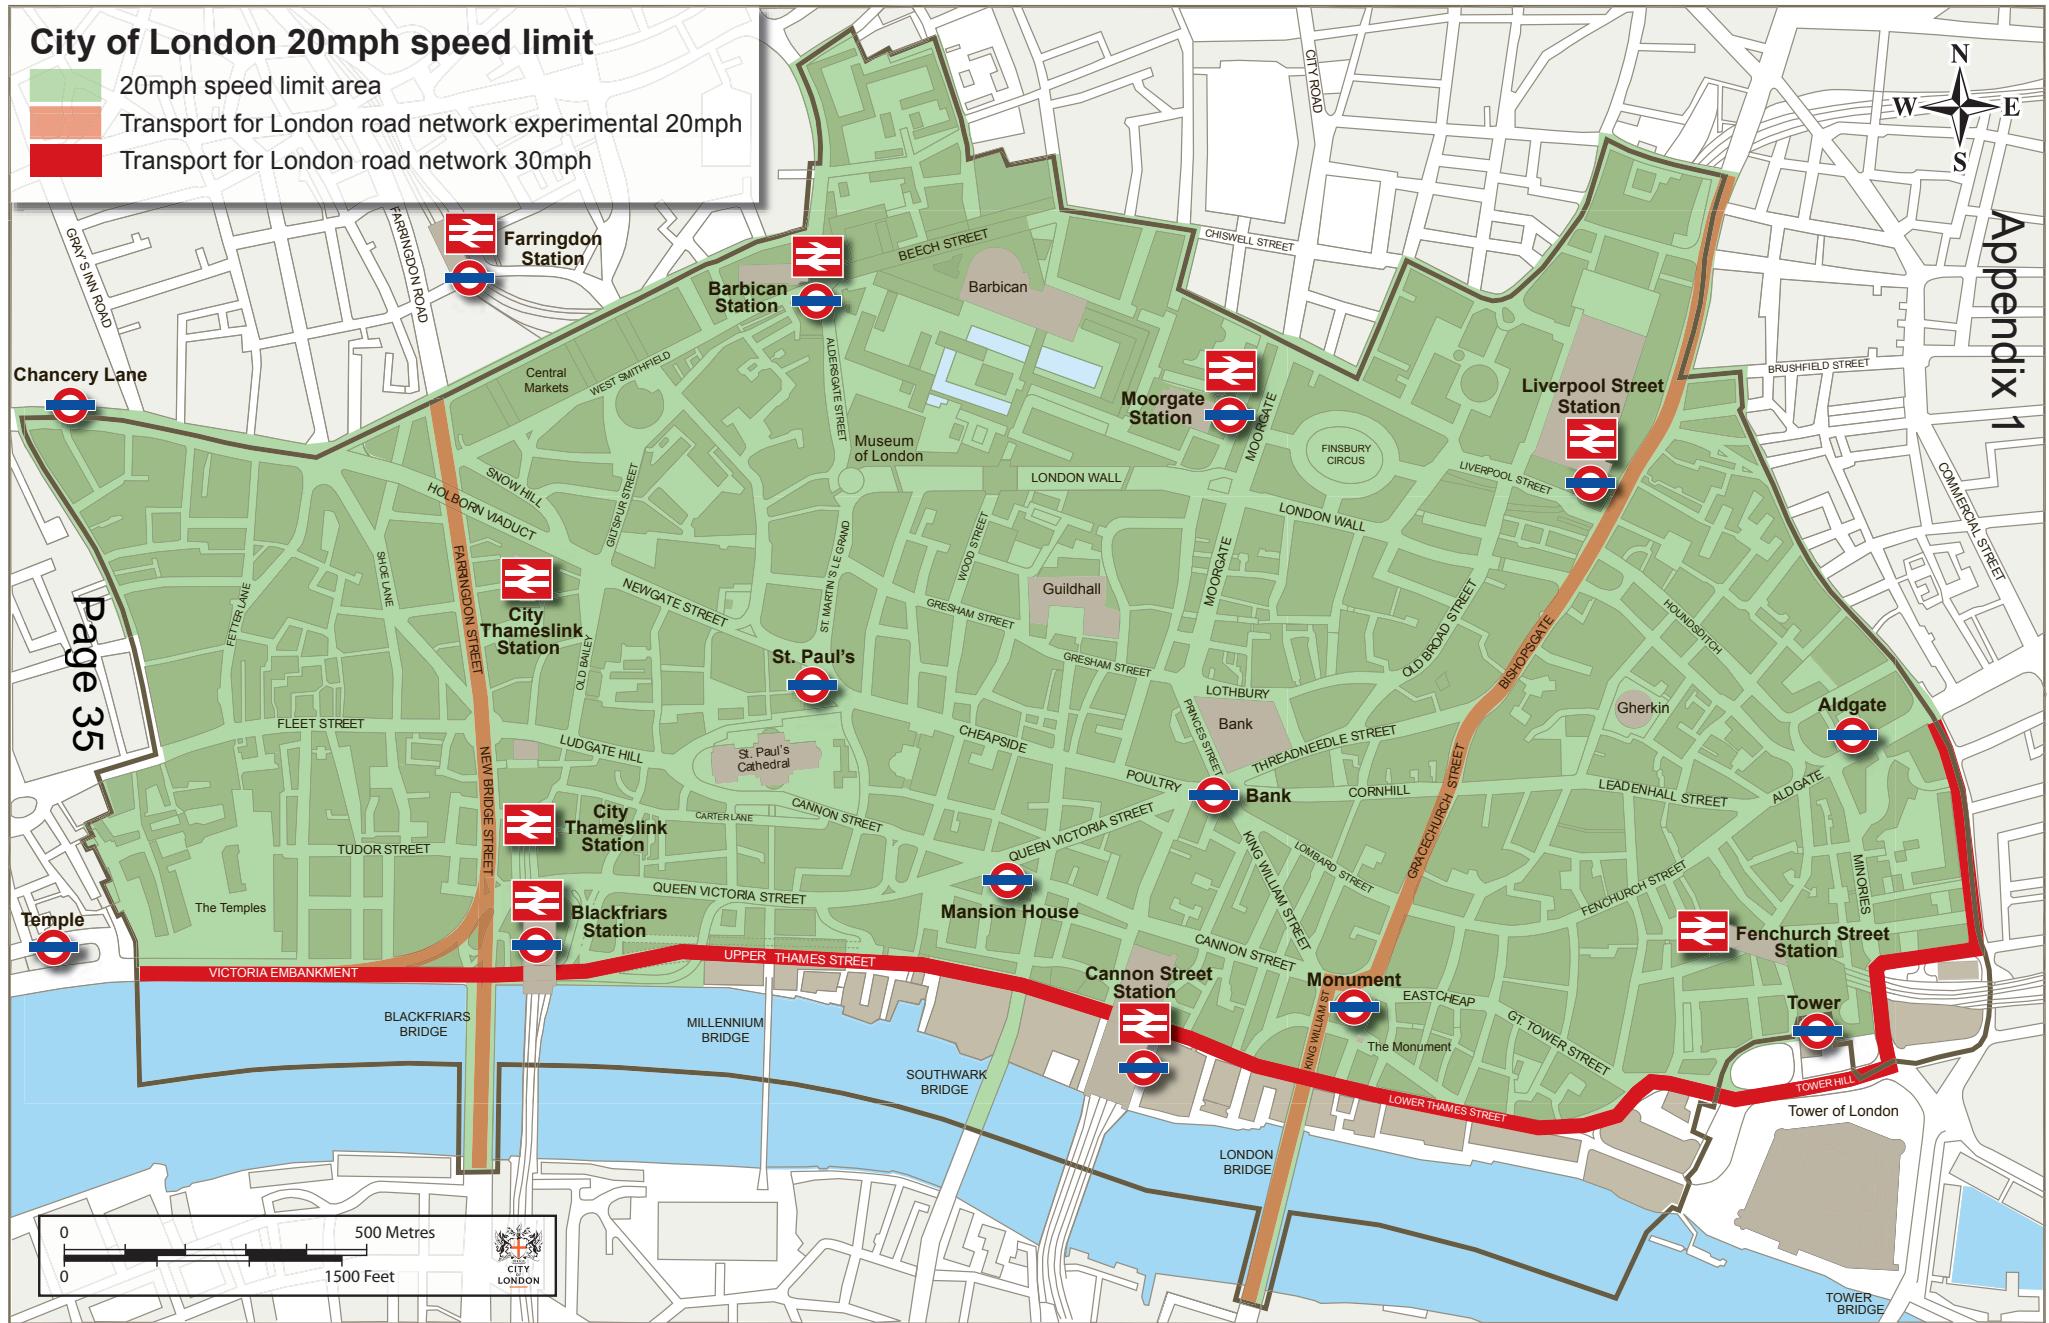 City of London 20mph speed limit
20mph speed limit area
Transport for London road network experimental 20mph
Transport for London road network 30mph
N
W
E
S
Appendix 1
Page 35
CITY ROAD
GRAY'S INN ROAD
FARRINGDON ROAD
Farringdon
Station
CHISWELL STREET
BEECH STREET
Barbican
Station
Barbican
Chancery Lane
Central
Markets
WEST SMITHFIELD
ALDERSGATE STREET
Moorgate
Station
MOORGATE
Liverpool Street
Station
BRUSHFIELD STREET
Museum
of London
FINSBURY
CIRCUS
LIVERPOOL STREET
LONDON WALL
LONDON WALL
COMMERCIAL STREET
SNOW HILL
HOLBORN VIADUCT
GILTSPUR STREET
SHOE LANE
FETTER LANE
FARRINGDON STREET
City
Thameslink
Station
NEWGATE STREET
ST. MARTIN'S LE GRAND
WOOD STREET
GRESHAM STREET
Guildhall
MOORGATE
OLD BROAD STREET
BISHOPSGATE
HOUNDSDITCH
OLD BAILEY
St. Paul's
GRESHAM STREET
LOTHBURY
PRINCES STREET
Bank
Gherkin
Aldgate
FLEET STREET
LUDGATE HILL
St. Paul's
Cathedral
CHEAPSIDE
THREADNEEDLE STREET
NEW BRIDGE STREET
POULTRY
Bank
CORNHILL
GRACECHURCH STREET
LEADENHALL STREET
ALDGATE
City
Thameslink
Station
CARTER LANE
CANNON STREET
QUEEN VICTORIA STREET
TUDOR STREET
KING WILLIAM STREET
LOMBARD STREET
FENCHURCH STREET
MINORIES
QUEEN VICTORIA STREET
Mansion House
The Temples
Temple
Blackfriars
Station
CANNON STREET
Fenchurch Street
Station
VICTORIA EMBANKMENT
UPPER THAMES STREET
Cannon Street
Station
Monument
EASTCHEAP
Tower
BLACKFRIARS
BRIDGE
MILLENNIUM
BRIDGE
KING WILLIAM ST
The Monument
GT. TOWER STREET
SOUTHWARK
BRIDGE
LOWER THAMES STREET
TOWER HILL
Tower of London
LONDON
BRIDGE
0
500 Metres
0
1500 Feet
CITY
OF
LONDON
TOWER
BRIDGE